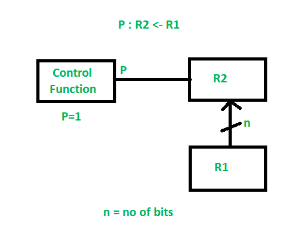 P : R2 <- R1
Control
Function
P
R2
P=1
n
R1
n = no of bits